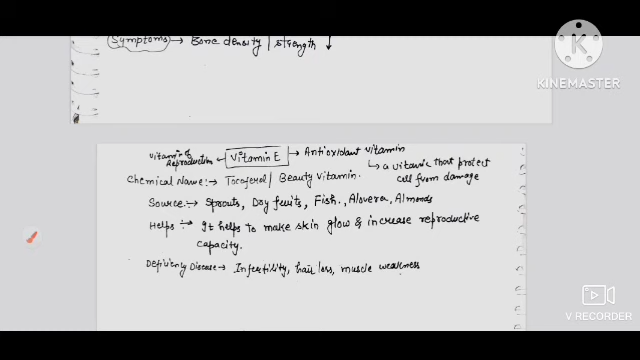 Symptoms → Bone density / strength ↓
KINEMASTER
Vitamin of Reproduction ← Vitamin E → Antioxidant vitamin
↳ a vitamin that protect cell from damage
Chemical Name:→ Tocoferol / Beauty Vitamin.
Source:→ Sprouts, Dry fruits, Fish, Alovera, Almonds
Helps:→ It helps to make skin glow & increase reproductive
capacity.
Deficiency Disease→ Infertility, hair loss, muscle weakness
V RECORDER